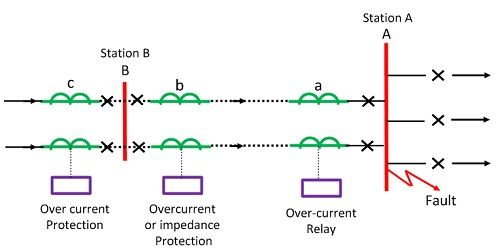 Station A
A
Station B
B
c
b
a
Over current
Protection
Overcurrent
or impedance
Protection
Over-current
Relay
Fault